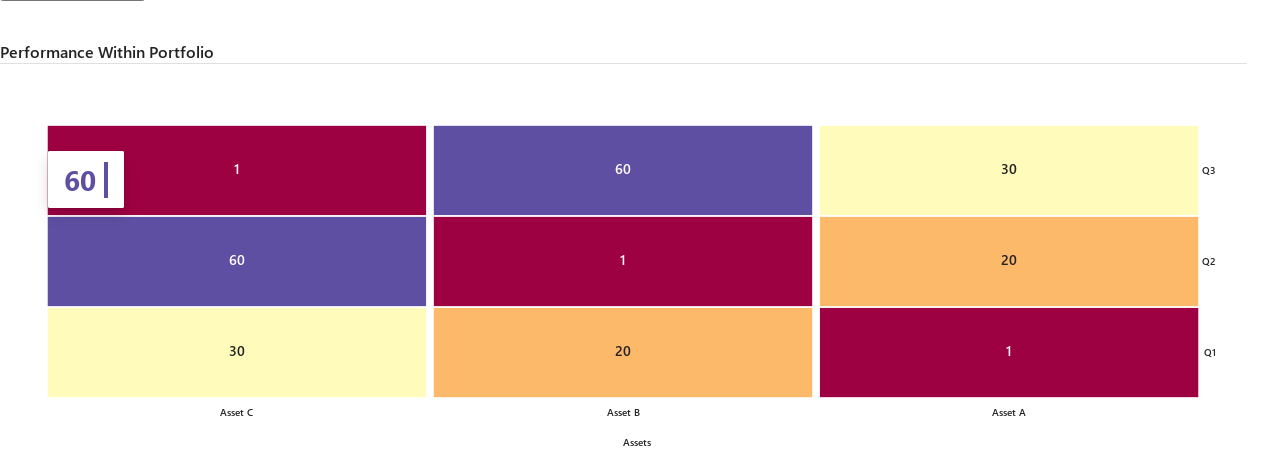 Performance Within Portfolio
1 60 30 Q3
60
60 1 20 Q2
30 20 1 Q1
Asset C Asset B Asset A
Assets